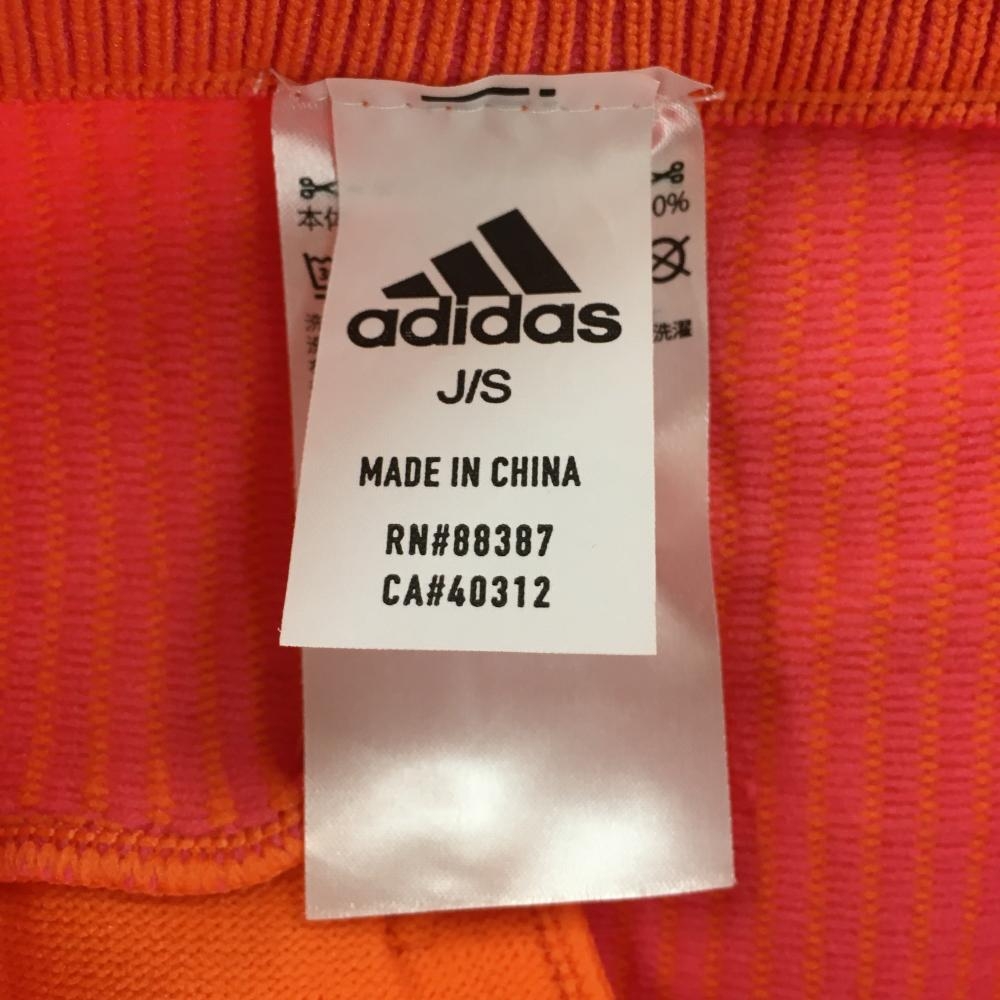 adidas
J/S
MADE IN CHINA
RN#88387
CA#40312
本体
0%
洗濯